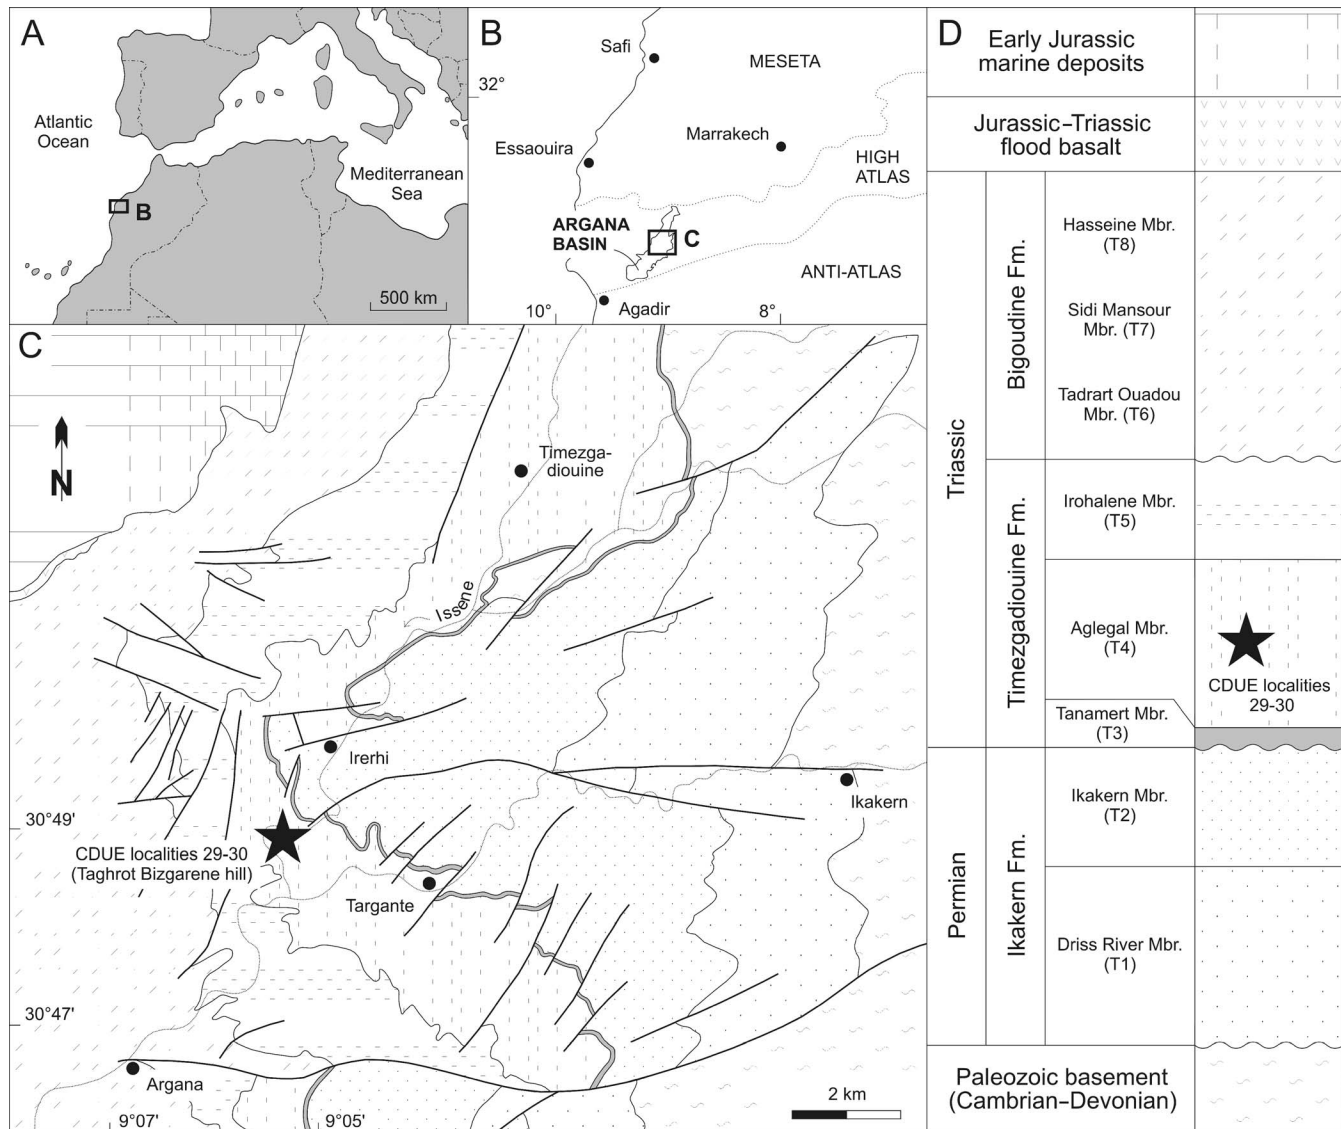 A
Atlantic
Ocean
Mediterranean
Sea
B
500 km
B
32°
Safi
MESETA
Marrakech
Essaouira
HIGH
ATLAS
ARGANA
BASIN
C
ANTI-ATLAS
Agadir
10°
8°
C
N
Timezga-
diouine
Issene
Irerhi
Ikakern
30°49'
CDUE localities 29-30
(Taghrot Bizgarene hill)
Targante
30°47'
Argana
9°07'
9°05'
2 km
D
Early Jurassic
marine deposits
Jurassic–Triassic
flood basalt
Triassic
Bigoudine Fm.
Hasseine Mbr.
(T8)
Sidi Mansour
Mbr. (T7)
Tadrart Ouadou
Mbr. (T6)
Timezgadiouine Fm.
Irohalene Mbr.
(T5)
Aglegal Mbr.
(T4)
CDUE localities
29-30
Tanamert Mbr.
(T3)
Permian
Ikakern Fm.
Ikakern Mbr.
(T2)
Driss River Mbr.
(T1)
Paleozoic basement
(Cambrian–Devonian)